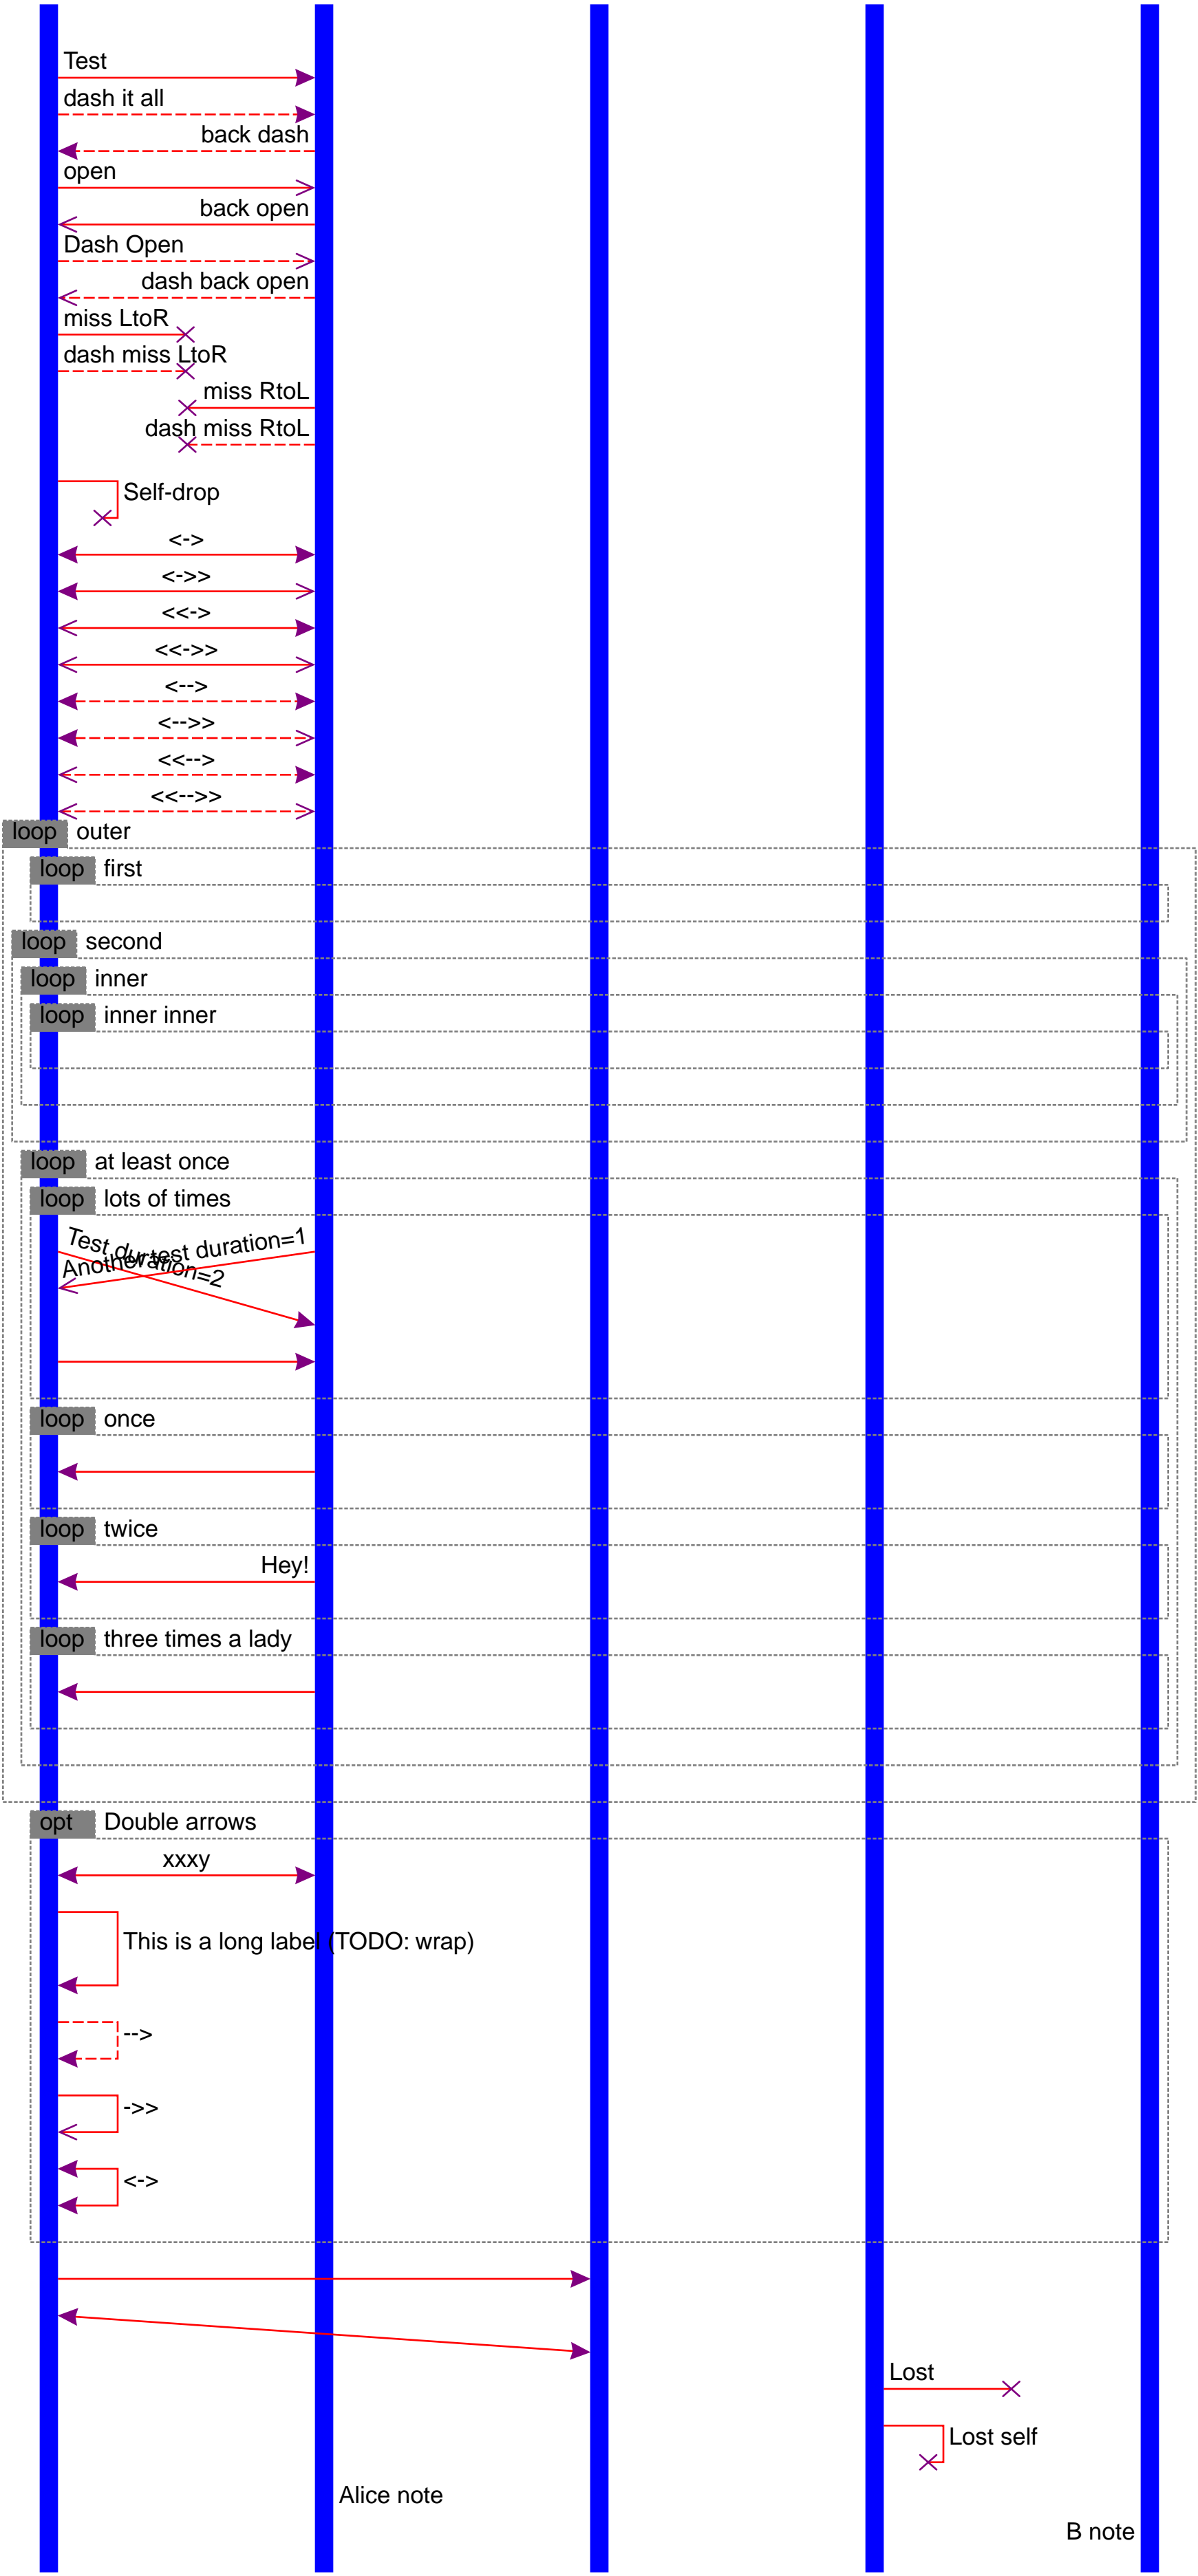 Test
dash it all
back dash
open
back open
Dash Open
dash back open
miss LtoR
dash miss LtoR
miss RtoL
dash miss RtoL
Self-drop
<->
<->>
<<->
<<->>
<-->
<-->>
<<-->
<<-->>
loop outer
loop first
loop second
loop inner
loop inner inner
loop at least once
loop lots of times
Test duration=2
Another test duration=1
loop once
loop twice
Hey!
loop three times a lady
opt Double arrows
xxxy
This is a long label (TODO: wrap)
-->
->>
<->
Lost
Lost self
Alice note
B note